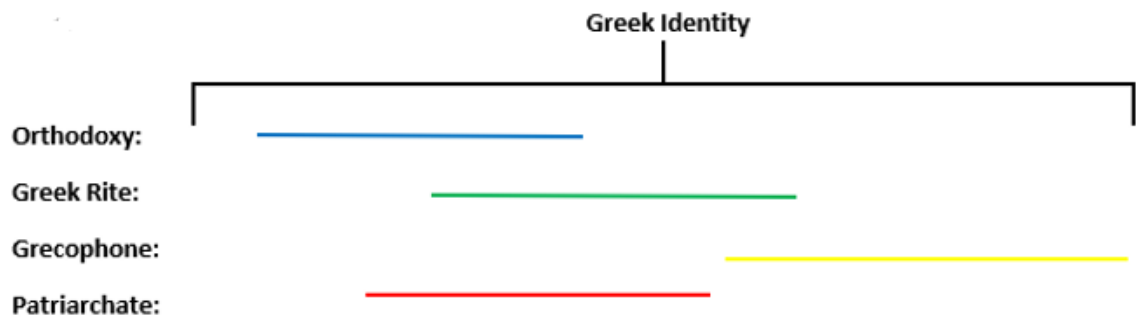 Greek Identity
Orthodoxy:
Greek Rite:
Grecophone:
Patriarchate: